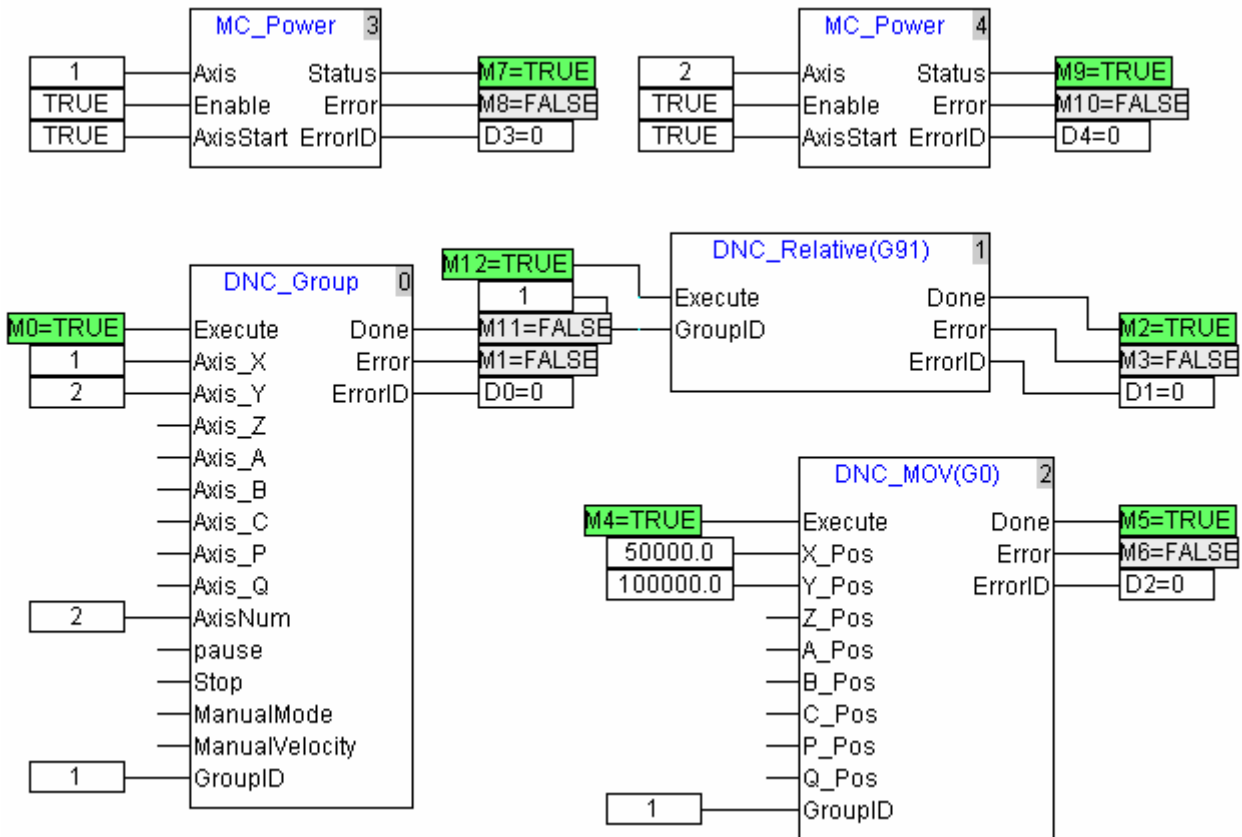 MC_Power 3
1 Axis Status M7=TRUE
TRUE Enable Error M8=FALSE
TRUE AxisStart ErrorID D3=0
MC_Power 4
2 Axis Status M9=TRUE
TRUE Enable Error M10=FALSE
TRUE AxisStart ErrorID D4=0
DNC_Group 0
M0=TRUE Execute Done M11=FALSE
1 Axis_X Error M1=FALSE
2 Axis_Y ErrorID D0=0
Axis_Z
Axis_A
Axis_B
Axis_C
Axis_P
Axis_Q
2 AxisNum
pause
Stop
ManualMode
ManualVelocity
1 GroupID
DNC_Relative(G91) 1
M12=TRUE Execute Done M2=TRUE
1 GroupID Error M3=FALSE
ErrorID D1=0
DNC_MOV(G0) 2
M4=TRUE Execute Done M5=TRUE
50000.0 X_Pos Error M6=FALSE
100000.0 Y_Pos ErrorID D2=0
Z_Pos
A_Pos
B_Pos
C_Pos
P_Pos
Q_Pos
1 GroupID